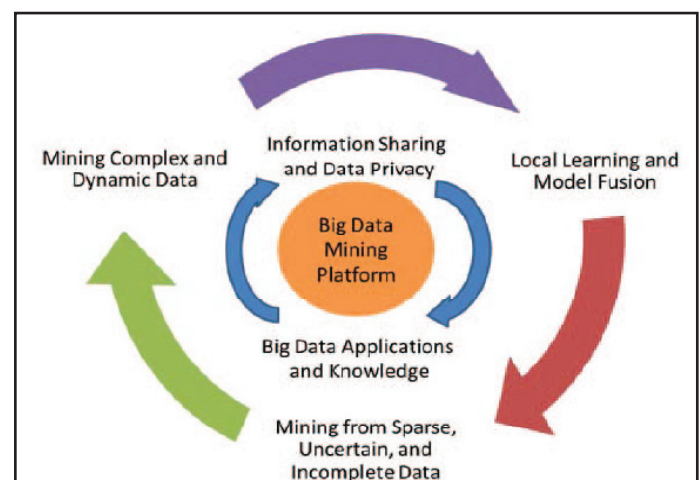 Information Sharing
and Data Privacy
Mining Complex and
Dynamic Data
Local Learning and
Model Fusion
Big Data
Mining
Platform
Big Data Applications
and Knowledge
Mining from Sparse,
Uncertain, and
Incomplete Data